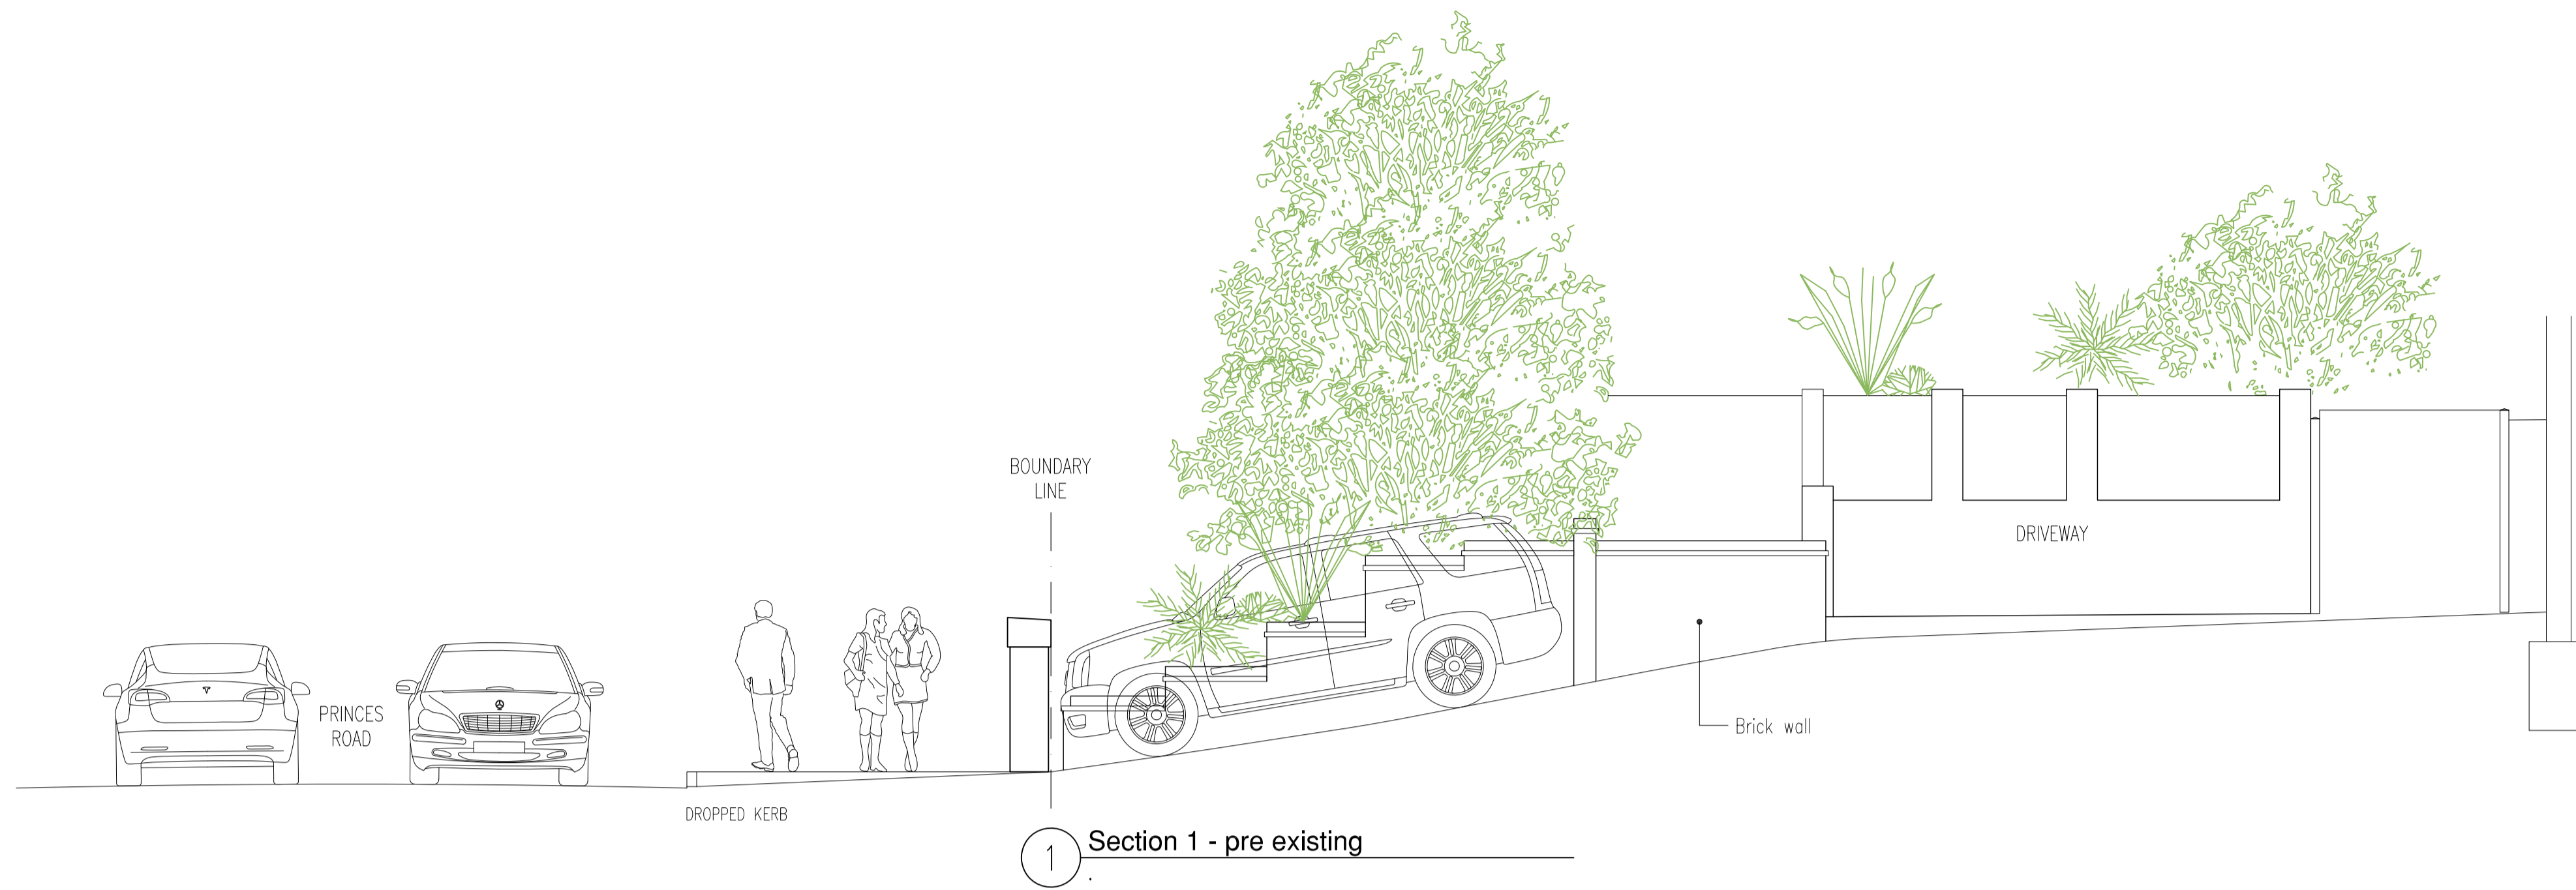 BOUNDARY
LINE
DRIVEWAY
PRINCES
ROAD
Brick wall
DROPPED KERB
1
Section 1 - pre existing
.